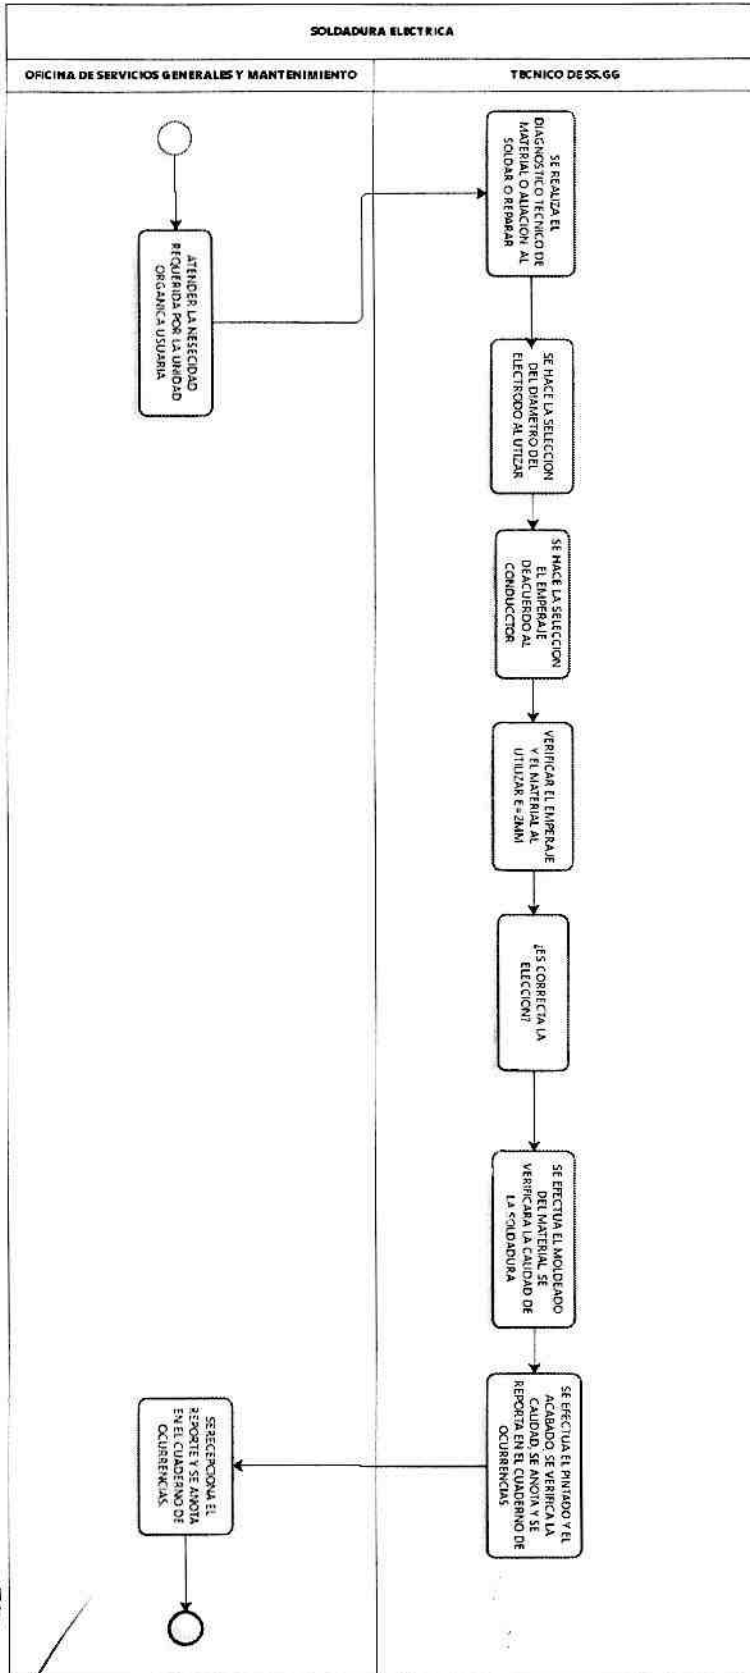 SOLDADURA ELECTRICA
OFICINA DE SERVICIOS GENERALES Y MANTENIMIENTO
TECNICO DE SS.GG
ATENDER LA NESECIDAD
REQUERIDA POR LA UNIDAD
ORGANICA USUARIA
SE REALIZA EL
DIAGNOSTICO TECNICO DE
MATERIAL O ALIACION AL
SOLDAR O REPARAR
SE HACE LA SELECCION
DEL DIAMETRO DEL
ELECTRODO AL UTIZAR
SE HACE LA SELECCION
EL EMPERAJE
DEACUERDO AL
CONDUCCTOR
VERIFICAR EL EMPERAJE
Y EL MATERIAL AL
UTILIZAR E=2MM
¿ES CORRECTA LA
ELECCION?
SE EFECTUA EL MOLDEADO
DEL MATERIAL SE
VERIFICARA LA CALIDAD DE
LA SOLDADURA
SE EFECTUA EL PINTADO Y EL
ACABADO, SE VERIFICA LA
CALIDAD, SE ANOTA Y SE
REPORTA EN EL CUADERNO DE
OCURRENCIAS
SERECEPCIONA EL
REPORTE Y SE ANOTA
EN EL CUADERNO DE
OCURRENCIAS.